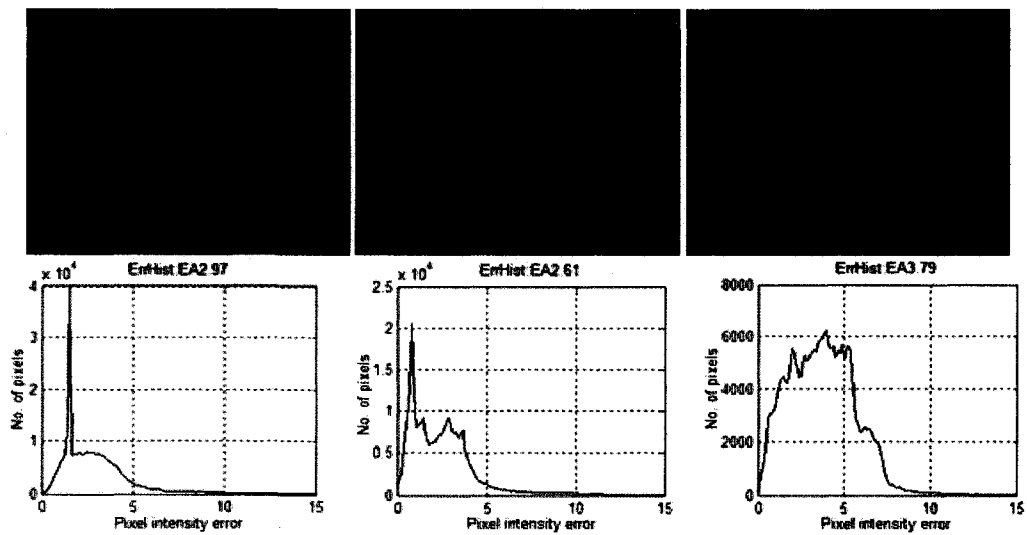 ErrHist:EA2.97
x 10^4
4
3
2
1
0
0 5 10 15
No. of pixels
Pixel intensity error
ErrHist:EA2.61
x 10^4
2.5
2
1.5
1
0.5
0
0 5 10 15
No. of pixels
Pixel intensity error
ErrHist:EA3.79
8000
6000
4000
2000
0
0 5 10 15
No. of pixels
Pixel intensity error